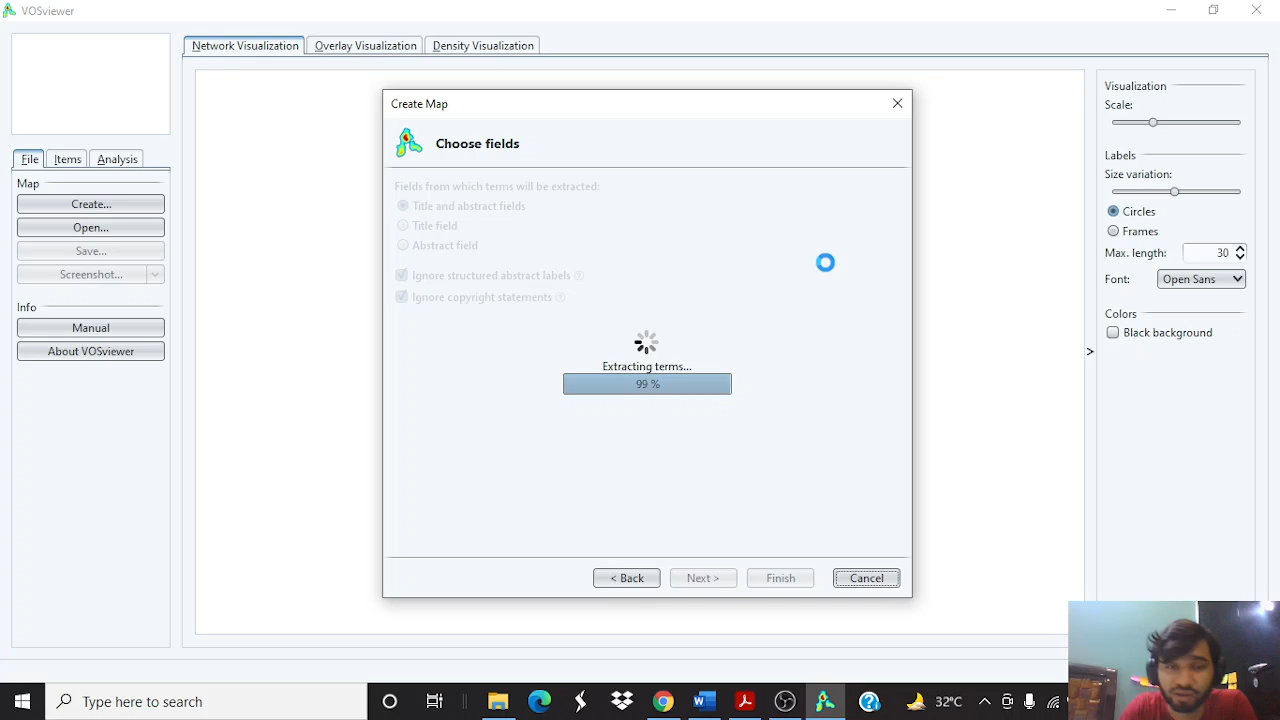 VOSviewer
Network Visualization
Overlay Visualization
Density Visualization
File
Items
Analysis
Map
Create...
Open...
Save...
Screenshot...
Info
Manual
About VOSviewer
Create Map
Choose fields
Fields from which terms will be extracted:
Title and abstract fields
Title field
Abstract field
Ignore structured abstract labels
Ignore copyright statements
Extracting terms...
99 %
< Back
Next >
Finish
Cancel
Visualization
Scale:
Labels
Size variation:
Circles
Frames
Max. length:
30
Font:
Open Sans
Colors
Black background
>
Type here to search
32°C